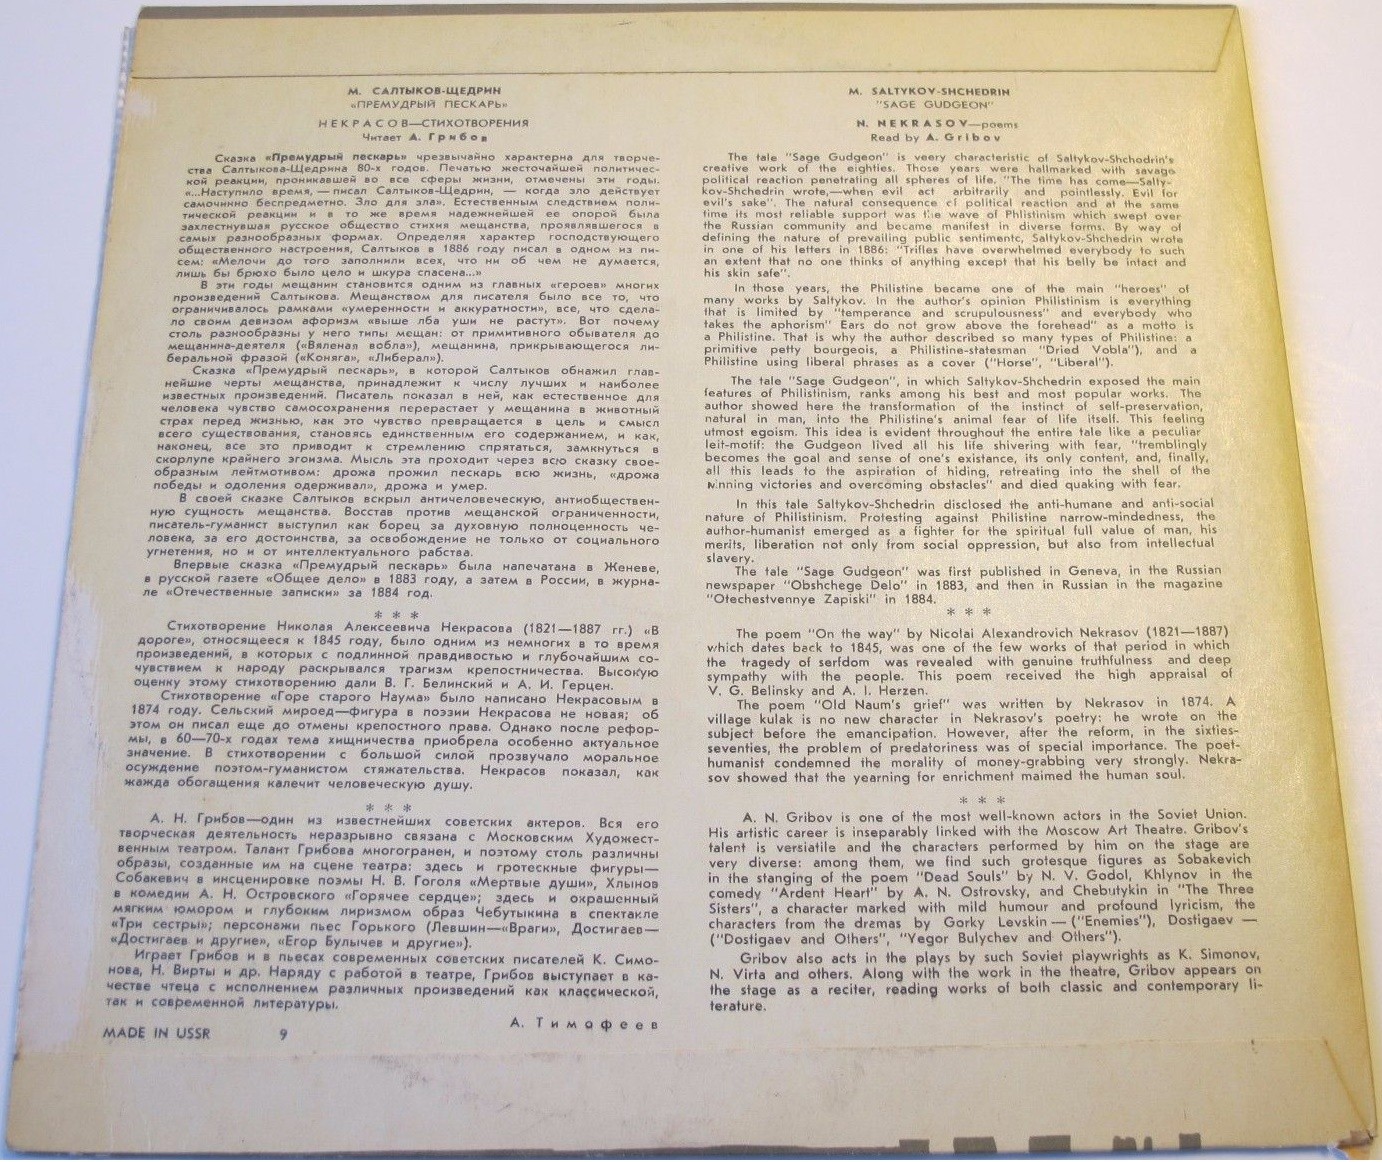 М. САЛТЫКОВ-ЩЕДРИН
«ПРЕМУДРЫЙ ПЕСКАРЬ»
НЕКРАСОВ—СТИХОТВОРЕНИЯ
Читает А. Грибов
Сказка «Премудрый пескарь» чрезвычайно характерна для творче-
ства Салтыкова-Щедрина 80-х годов. Печатью жесточайшей политичес-
кой реакции, проникавшей во все сферы жизни, отмечены эти годы.
«...Наступило время, — писал Салтыков-Щедрин, — когда зло действует
самочинно беспредметно. Зло для зла». Естественным следствием поли-
тической реакции и в то же время надежнейшей ее опорой была
захлестнувшая русское общество стихия мещанства, проявлявшегося в
самых разнообразных формах. Определяя характер господствующего
общественного настроения, Салтыков в 1886 году писал в одном из пи-
сем: «Мелочи до того заполнили всех, что ни об чем не думается,
лишь бы брюхо было цело и шкура спасена...»
В эти годы мещанин становится одним из главных «героев» многих
произведений Салтыкова. Мещанством для писателя было все то, что
ограничивалось рамками «умеренности и аккуратности», все, что сдела-
ло своим девизом афоризм «выше лба уши не растут». Вот почему
столь разнообразны у него типы мещан: от примитивного обывателя до
мещанина-деятеля («Вяленая вобла»), мещанина, прикрывающегося ли-
беральной фразой («Коняга», «Либерал»).
Сказка «Премудрый пескарь», в которой Салтыков обнажил глав-
нейшие черты мещанства, принадлежит к числу лучших и наиболее
известных произведений. Писатель показал в ней, как естественное для
человека чувство самосохранения перерастает у мещанина в животный
страх перед жизнью, как это чувство превращается в цель и смысл
всего существования, становясь единственным его содержанием, и как,
наконец, все это приводит к стремлению спрятаться, замкнуться в
скорлупе крайнего эгоизма. Мысль эта проходит через всю сказку свое-
образным лейтмотивом: дрожа прожил пескарь всю жизнь, «дрожа
победы и одоления одерживал», дрожа и умер.
В своей сказке Салтыков вскрыл античеловеческую, антиобществен-
ную сущность мещанства. Восстав против мещанской ограниченности,
писатель-гуманист выступил как борец за духовную полноценность че-
ловека, за его достоинства, за освобождение не только от социального
угнетения, но и от интеллектуального рабства.
Впервые сказка «Премудрый пескарь» была напечатана в Женеве,
в русской газете «Общее дело» в 1883 году, а затем в России, в журна-
ле «Отечественные записки» за 1884 год.
* * *
Стихотворение Николая Алексеевича Некрасова (1821—1887 гг.) «В
дороге», относящееся к 1845 году, было одним из немногих в то время
произведений, в которых с подлинной правдивостью и глубочайшим со-
чувствием к народу раскрывался трагизм крепостничества. Высокую
оценку этому стихотворению дали В. Г. Белинский и А. И. Герцен.
Стихотворение «Горе старого Наума» было написано Некрасовым в
1874 году. Сельский мироед—фигура в поэзии Некрасова не новая; об
этом он писал еще до отмены крепостного права. Однако после рефор-
мы, в 60—70-х годах тема хищничества приобрела особенно актуальное
значение. В стихотворении с большой силой прозвучало моральное
осуждение поэтом-гуманистом стяжательства. Некрасов показал, как
жажда обогащения калечит человеческую душу.
* * *
А. Н. Грибов—один из известнейших советских актеров. Вся его
творческая деятельность неразрывно связана с Московским Художест-
венным театром. Талант Грибова многогранен, и поэтому столь различны
образы, созданные им на сцене театра: здесь и гротескные фигуры—
Собакевич в инсценировке поэмы Н. В. Гоголя «Мертвые души», Хлынов
в комедии А. Н. Островского «Горячее сердце»; здесь и окрашенный
мягким юмором и глубоким лиризмом образ Чебутыкина в спектакле
«Три сестры»; персонажи пьес Горького (Левшин—«Враги», Достигаев—
«Достигаев и другие», «Егор Булычев и другие»).
Играет Грибов и в пьесах современных советских писателей К. Симо-
нова, Н. Вирты и др. Наряду с работой в театре, Грибов выступает в ка-
честве чтеца с исполнением различных произведений как классической,
так и современной литературы.
А. Тимофеев
MADE IN USSR 9
M. SALTYKOV-SHCHEDRIN
"SAGE GUDGEON"
N. NEKRASOV—poems
Read by A. Gribov
The tale "Sage Gudgeon" is veery characteristic of Saltykov-Shchodrin's
creative work of the eighties. Those years were hallmarked with savage
political reaction penetrating all spheres of life. "The time has come—Salty-
kov-Shchedrin wrote,—when evil act arbitrarily and pointlessly. Evil for
evil's sake". The natural consequence of political reaction and at the same
time its most reliable support was the wave of Philistinism which swept over
the Russian community and became manifest in diverse forms. By way of
defining the nature of prevailing public sentimentc, Saltykov-Shchedrin wrote
in one of his letters in 1886: "Trifles have overwhelmed everybody to such
an extent that no one thinks of anything except that his belly be intact and
his skin safe".
In those years, the Philistine became one of the main "heroes" of
many works by Saltykov. In the author's opinion Philistinism is everything
that is limited by "temperance and scrupulousness" and everybody who
takes the aphorism" Ears do not grow above the forehead" as a motto is
a Philistine. That is why the author described so many types of Philistine: a
primitive petty bourgeois, a Philistine-statesman "Dried Vobla"), and a
Philistine using liberal phrases as a cover ("Horse", "Liberal").
The tale "Sage Gudgeon", in which Saltykov-Shchedrin exposed the main
features of Philistinism, ranks among his best and most popular works. The
author showed here the transformation of the instinct of self-preservation,
natural in man, into the Philistine's animal fear of life itself. This feeling
utmost egoism. This idea is evident throughout the entire tale like a peculiar
leit-motif: the Gudgeon lived all his life shivering with fear, "tremblingly
becomes the goal and sense of one's existance, its only content, and, finally,
all this leads to the aspiration of hiding, retreating into the shell of the
winning victories and overcoming obstacles" and died quaking with fear.
In this tale Saltykov-Shchedrin disclosed the anti-humane and anti-social
nature of Philistinism. Protesting against Philistine narrow-mindedness, the
author-humanist emerged as a fighter for the spiritual full value of man, his
merits, liberation not only from social oppression, but also from intellectual
slavery.
The tale "Sage Gudgeon" was first published in Geneva, in the Russian
newspaper "Obshchege Delo" in 1883, and then in Russian in the magazine
"Otechestvennye Zapiski" in 1884.
* * *
The poem "On the way" by Nicolai Alexandrovich Nekrasov (1821—1887)
which dates back to 1845, was one of the few works of that period in which
the tragedy of serfdom was revealed with genuine truthfulness and deep
sympathy with the people. This poem received the high appraisal of
V. G. Belinsky and A. I. Herzen.
The poem "Old Naum's grief" was written by Nekrasov in 1874. A
village kulak is no new character in Nekrasov's poetry: he wrote on the
subject before the emancipation. However, after the reform, in the sixties-
seventies, the problem of predatoriness was of special importance. The poet-
humanist condemned the morality of money-grabbing very strongly. Nekra-
sov showed that the yearning for enrichment maimed the human soul.
* * *
A. N. Gribov is one of the most well-known actors in the Soviet Union.
His artistic career is inseparably linked with the Moscow Art Theatre. Gribov's
talent is versiatile and the characters performed by him on the stage are
very diverse: among them, we find such grotesque figures as Sobakevich
in the stanging of the poem "Dead Souls" by N. V. Godol, Khlynov in the
comedy "Ardent Heart" by A. N. Ostrovsky, and Chebutykin in "The Three
Sisters", a character marked with mild humour and profound lyricism, the
characters from the dramas by Gorky Levskin — ("Enemies"), Dostigaev —
("Dostigaev and Others", "Yegor Bulychev and Others").
Gribov also acts in the plays by such Soviet playwrights as K. Simonov,
N. Virta and others. Along with the work in the theatre, Gribov appears on
the stage as a reciter, reading works of both classic and contemporary li-
terature.